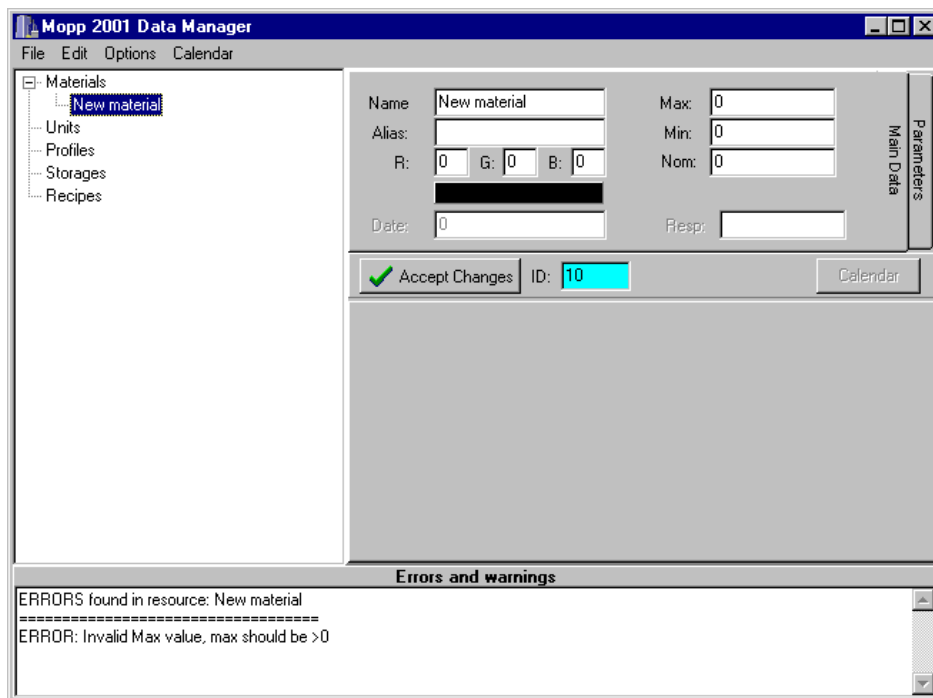 Mopp 2001 Data Manager
File Edit Options Calendar
Materials
New material
Units
Profiles
Storages
Recipes
Name New material Max: 0
Alias: Min: 0
R: 0 G: 0 B: 0 Nom: 0
Date: 0 Resp:
Main Data
Parameters
Accept Changes ID: 10 Calendar
Errors and warnings
ERRORS found in resource: New material
===================================
ERROR: Invalid Max value, max should be >0